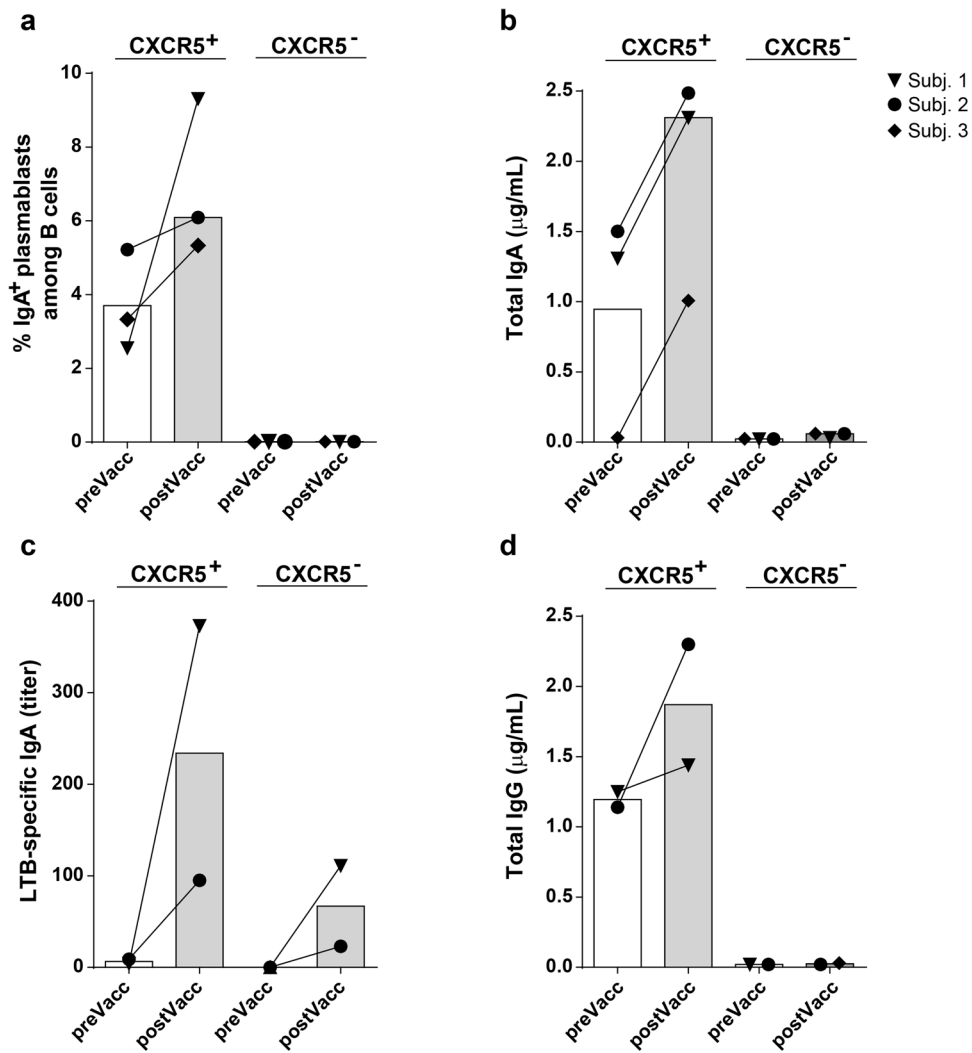 a
CXCR5+ CXCR5-
% IgA+ plasmablasts
among B cells
10
8
6
4
2
0
preVacc postVacc preVacc postVacc
b
CXCR5+ CXCR5-
Total IgA (μg/mL)
2.5
2.0
1.5
1.0
0.5
0.0
preVacc postVacc preVacc postVacc
Subj. 1
Subj. 2
Subj. 3
c
CXCR5+ CXCR5-
LTB-specific IgA (titer)
400
300
200
100
0
preVacc postVacc preVacc postVacc
d
CXCR5+ CXCR5-
Total IgG (μg/mL)
2.5
2.0
1.5
1.0
0.5
0.0
preVacc postVacc preVacc postVacc